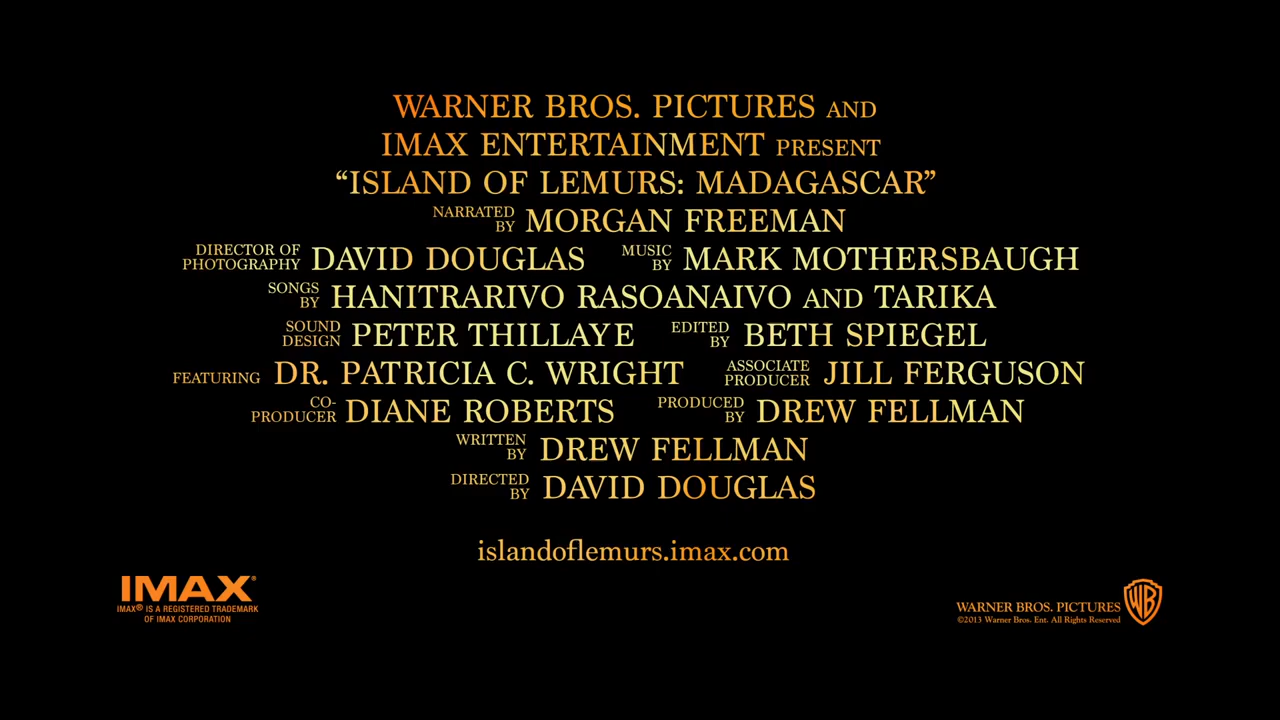 WARNER BROS. PICTURES AND
IMAX ENTERTAINMENT PRESENT
“ISLAND OF LEMURS: MADAGASCAR”
NARRATED BY MORGAN FREEMAN
DIRECTOR OF PHOTOGRAPHY DAVID DOUGLAS MUSIC BY MARK MOTHERSBAUGH
SONGS BY HANITRARIVO RASOANAIVO AND TARIKA
SOUND DESIGN PETER THILLAYE EDITED BY BETH SPIEGEL
FEATURING DR. PATRICIA C. WRIGHT ASSOCIATE PRODUCER JILL FERGUSON
CO-PRODUCER DIANE ROBERTS PRODUCED BY DREW FELLMAN
WRITTEN BY DREW FELLMAN
DIRECTED BY DAVID DOUGLAS
islandoflemurs.imax.com
IMAX®
IMAX® IS A REGISTERED TRADEMARK
OF IMAX CORPORATION
WARNER BROS. PICTURES
©2013 Warner Bros. Ent. All Rights Reserved
WB